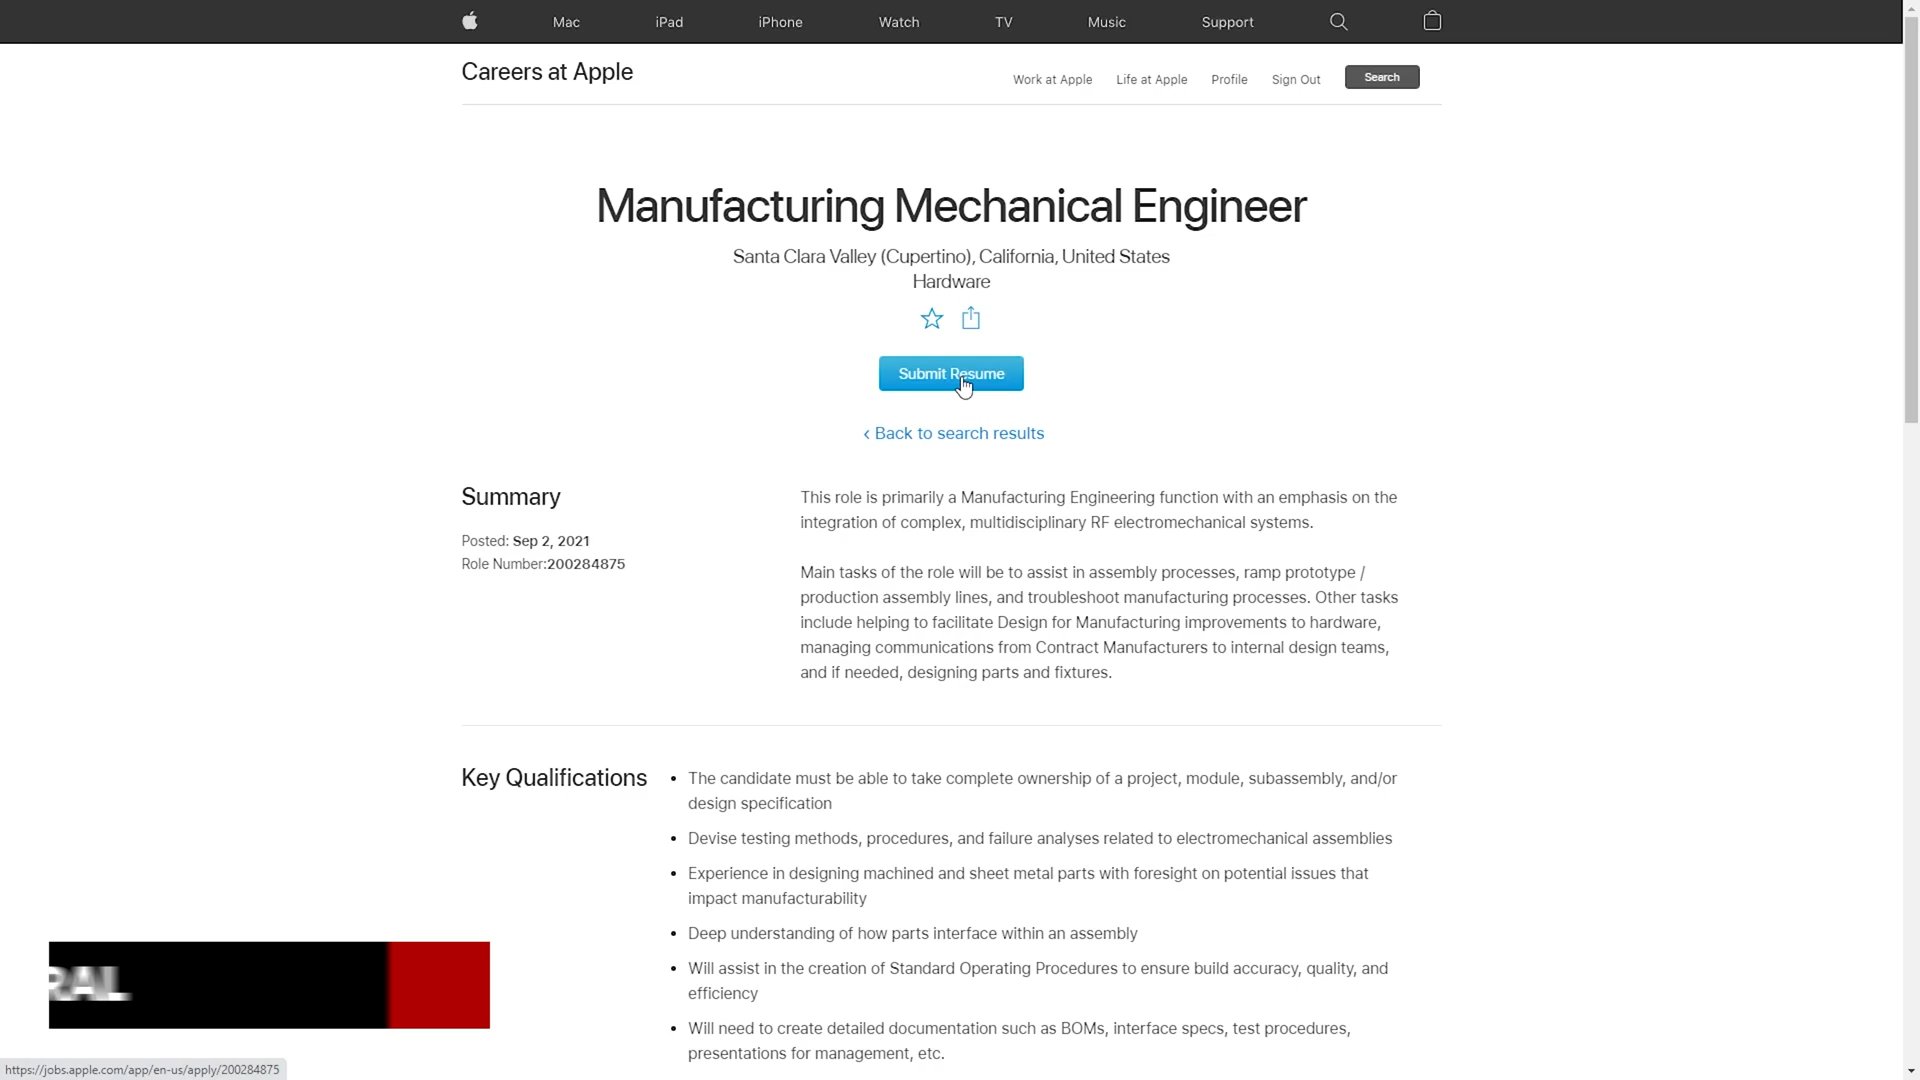 Mac iPad iPhone Watch TV Music Support
Careers at Apple
Work at Apple Life at Apple Profile Sign Out Search
Manufacturing Mechanical Engineer
Santa Clara Valley (Cupertino), California, United States
Hardware
Submit Resume
‹ Back to search results
Summary
Posted: Sep 2, 2021
Role Number:200284875
This role is primarily a Manufacturing Engineering function with an emphasis on the
integration of complex, multidisciplinary RF electromechanical systems.
Main tasks of the role will be to assist in assembly processes, ramp prototype /
production assembly lines, and troubleshoot manufacturing processes. Other tasks
include helping to facilitate Design for Manufacturing improvements to hardware,
managing communications from Contract Manufacturers to internal design teams,
and if needed, designing parts and fixtures.
Key Qualifications
• The candidate must be able to take complete ownership of a project, module, subassembly, and/or
design specification
• Devise testing methods, procedures, and failure analyses related to electromechanical assemblies
• Experience in designing machined and sheet metal parts with foresight on potential issues that
impact manufacturability
• Deep understanding of how parts interface within an assembly
• Will assist in the creation of Standard Operating Procedures to ensure build accuracy, quality, and
efficiency
• Will need to create detailed documentation such as BOMs, interface specs, test procedures,
presentations for management, etc.
https://jobs.apple.com/app/en-us/apply/200284875